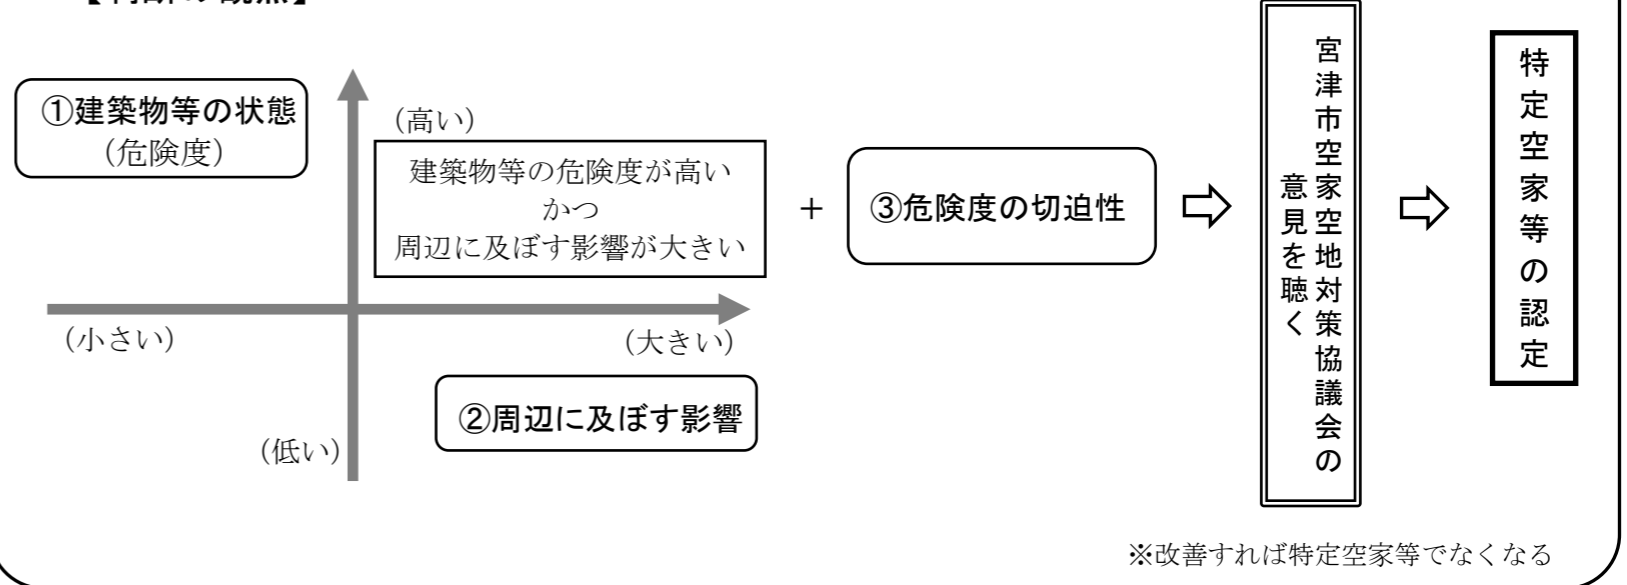 ①建築物等の状態
（危険度）
（高い）
建築物等の危険度が高い
かつ
周辺に及ぼす影響が大きい
（小さい）
（大きい）
②周辺に及ぼす影響
（低い）
＋
③危険度の切迫性
宮津市空家空地対策協議会の
意見を聴く
特定空家等の認定
※改善すれば特定空家等でなくなる